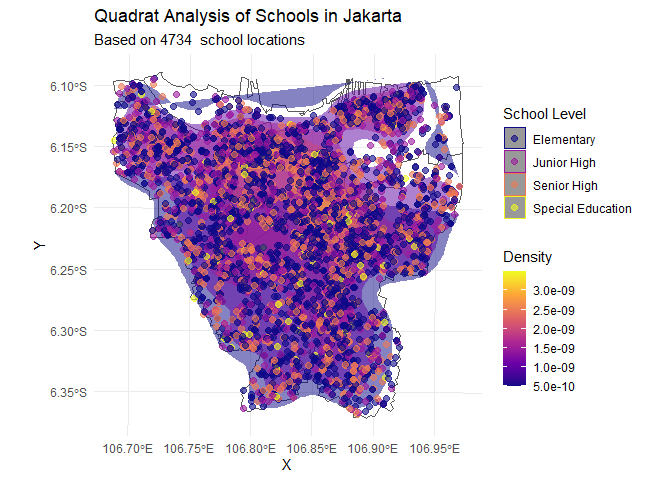 Quadrat Analysis of Schools in Jakarta
Based on 4734  school locations
6.10°S
6.15°S
6.20°S
6.25°S
6.30°S
6.35°S
Y
106.70°E 106.75°E 106.80°E 106.85°E 106.90°E 106.95°E
X
School Level
Elementary
Junior High
Senior High
Special Education
Density
3.0e-09
2.5e-09
2.0e-09
1.5e-09
1.0e-09
5.0e-10